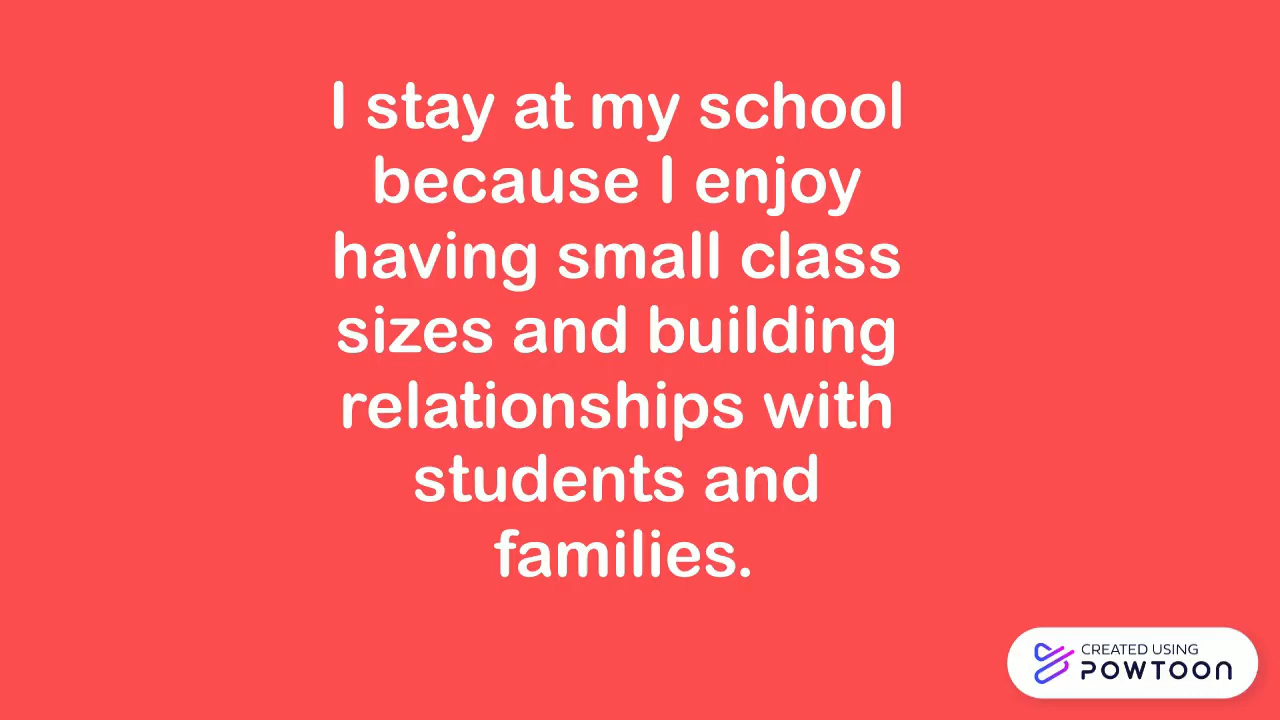 I stay at my school
because I enjoy
having small class
sizes and building
relationships with
students and
families.
CREATED USING
POWTOON